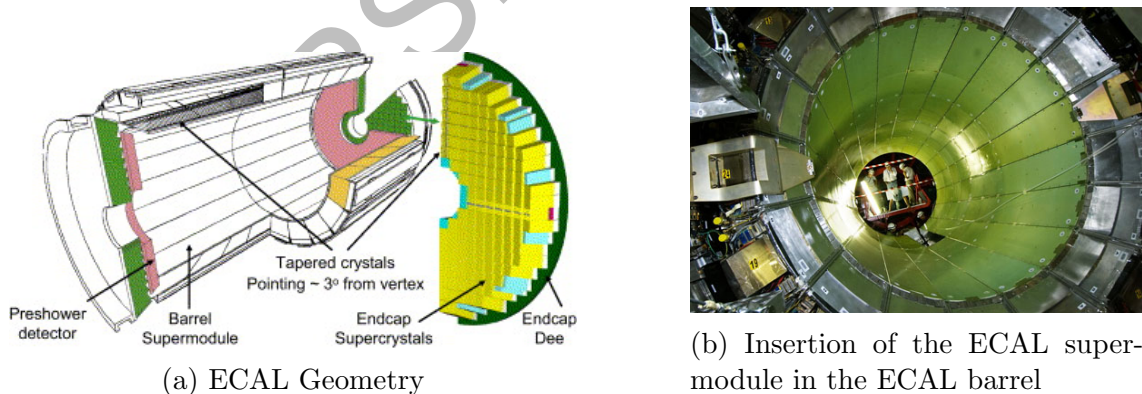 Tapered crystals
Pointing ~ 3º from vertex
Preshower
detector
Barrel
Supermodule
Endcap
Supercrystals
Endcap
Dee
(a) ECAL Geometry
(b) Insertion of the ECAL super-
module in the ECAL barrel